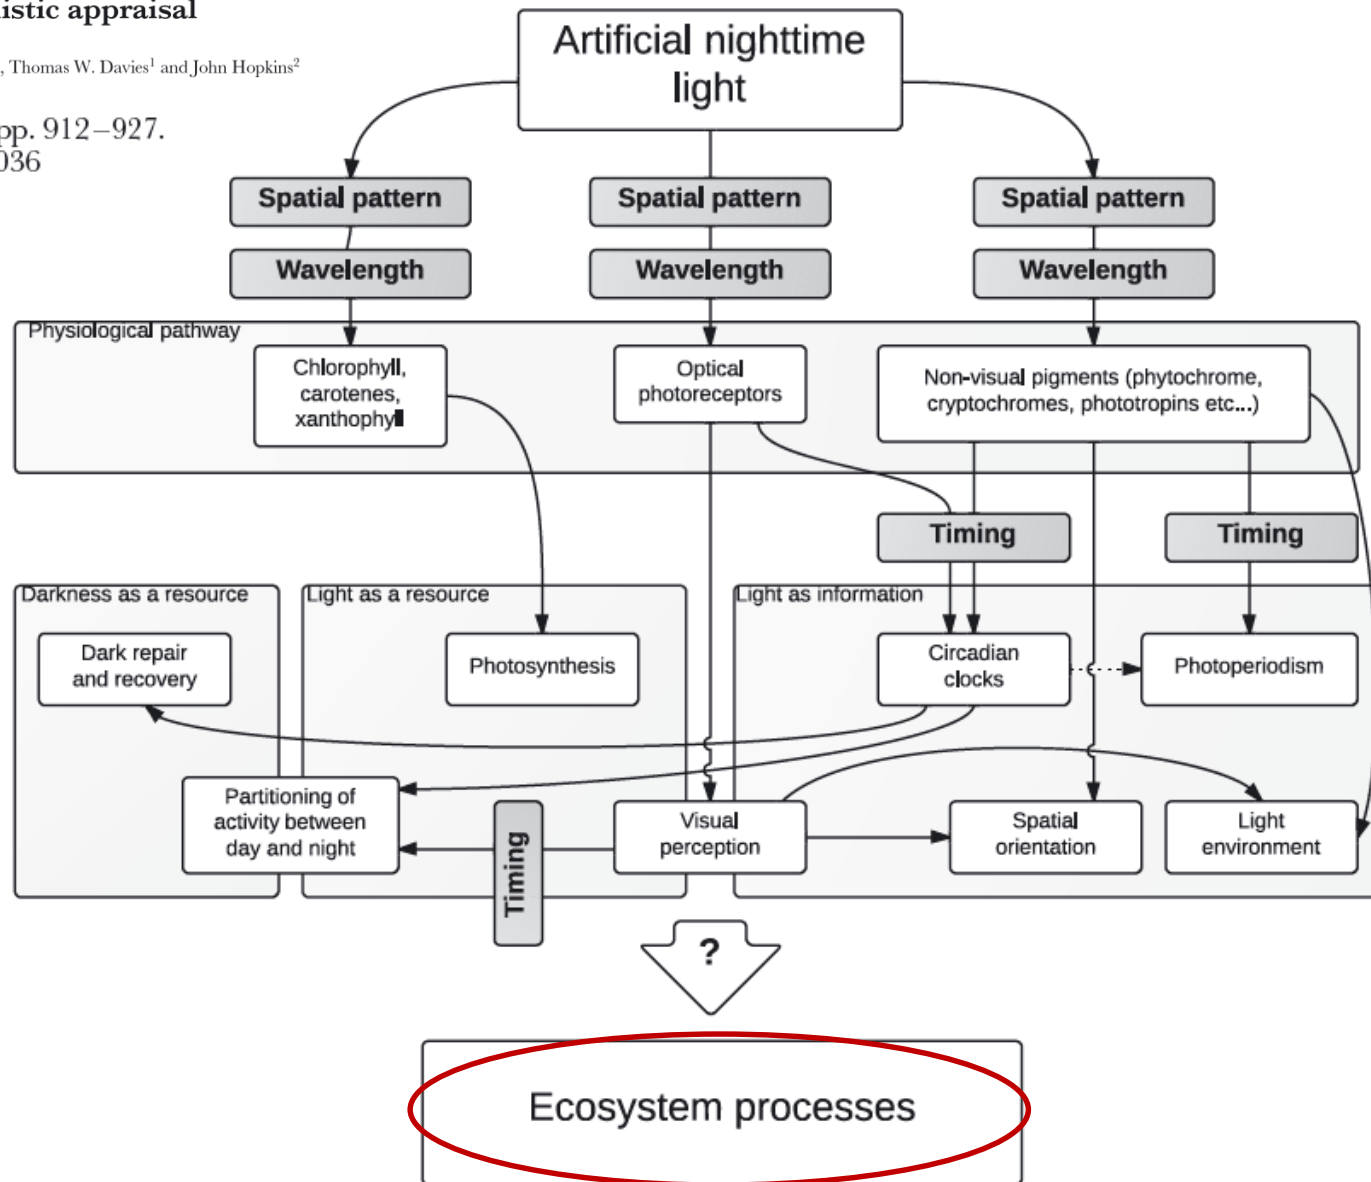 listic appraisal
, Thomas W. Davies1 and John Hopkins2
pp. 912–927.
036
Artificial nighttime
light
Spatial pattern
Spatial pattern
Spatial pattern
Wavelength
Wavelength
Wavelength
Physiological pathway
Chlorophyll,
carotenes,
xanthophyll
Optical
photoreceptors
Non-visual pigments (phytochrome,
cryptochromes, phototropins etc...)
Timing
Timing
Darkness as a resource
Light as a resource
Light as information
Dark repair
and recovery
Photosynthesis
Circadian
clocks
Photoperiodism
Partitioning of
activity between
day and night
Timing
Visual
perception
Spatial
orientation
Light
environment
?
Ecosystem processes